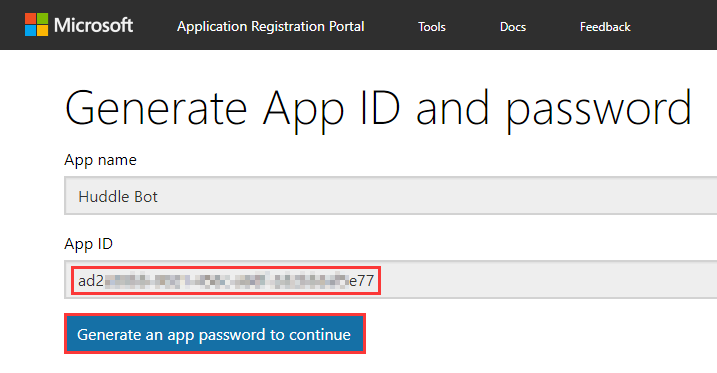 Microsoft Application Registration Portal Tools Docs Feedback
Generate App ID and password
App name
Huddle Bot
App ID
ad2 e77
Generate an app password to continue